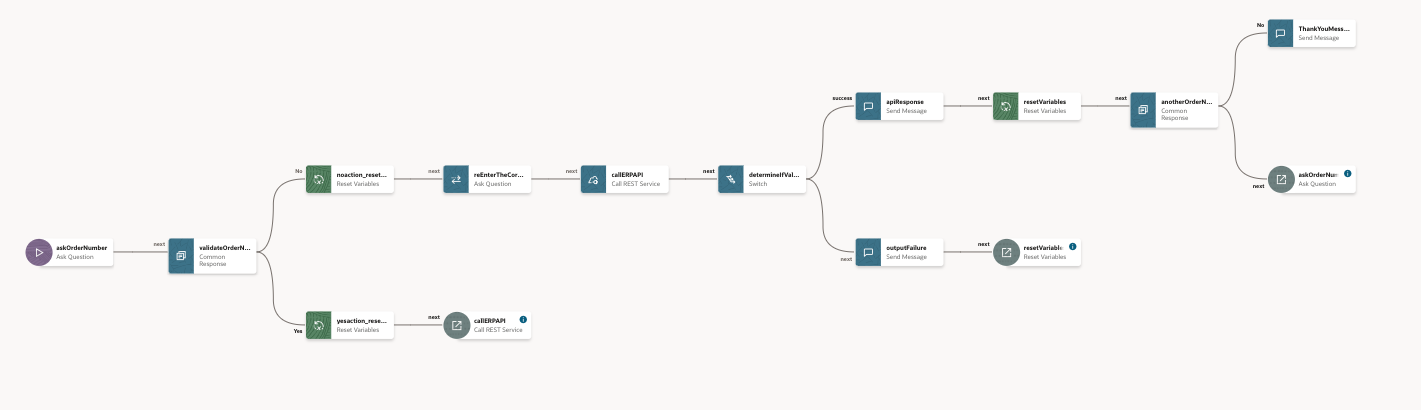 No
ThankYouMess...
Send Message
success
apiResponse
Send Message
next
resetVariables
Reset Variables
next
anotherOrderN...
Common
Response
No
noaction_reset...
Reset Variables
next
reEnterTheCor...
Ask Question
next
callERPAPI
Call REST Service
next
determineIfVal...
Switch
next
askOrderNu
Ask Question
askOrderNumber
Ask Question
next
validateOrderN...
Common
Response
next
outputFailure
Send Message
next
resetVariable
Reset Variables
Yes
yesaction_rese...
Reset Variables
next
callERPAPI
Call REST Service